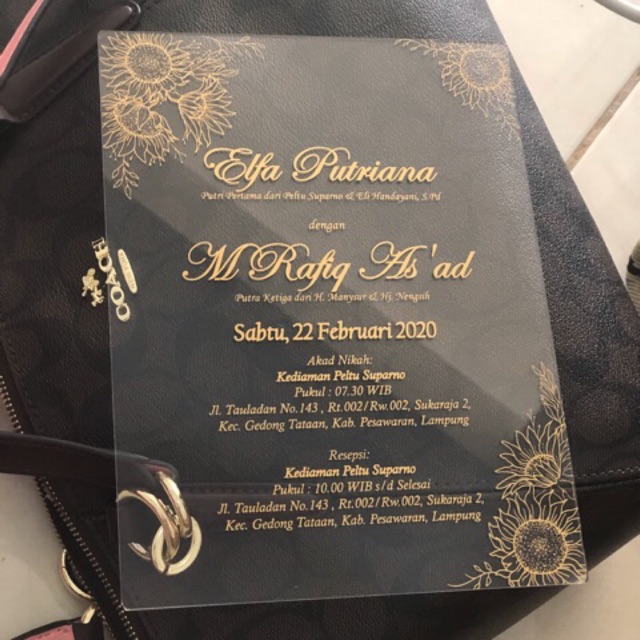 Elfa Putriana
Putri Pertama dari Peltu Suparno & Eli Handayani, S.Pd
dengan
M Rafiq As'ad
Putra Ketiga dari H. Mansyur & Hj. Nengsih
Sabtu, 22 Februari 2020
Akad Nikah:
Kediaman Peltu Suparno
Pukul : 07.30 WIB
Jl. Tauladan No.143 , Rt.002/Rw.002, Sukaraja 2,
Kec. Gedong Tataan, Kab. Pesawaran, Lampung
Resepsi:
Kediaman Peltu Suparno
Pukul : 10.00 WIB s/d Selesai
Jl. Tauladan No.143 , Rt.002/Rw.002, Sukaraja 2,
Kec. Gedong Tataan, Kab. Pesawaran, Lampung
COACH